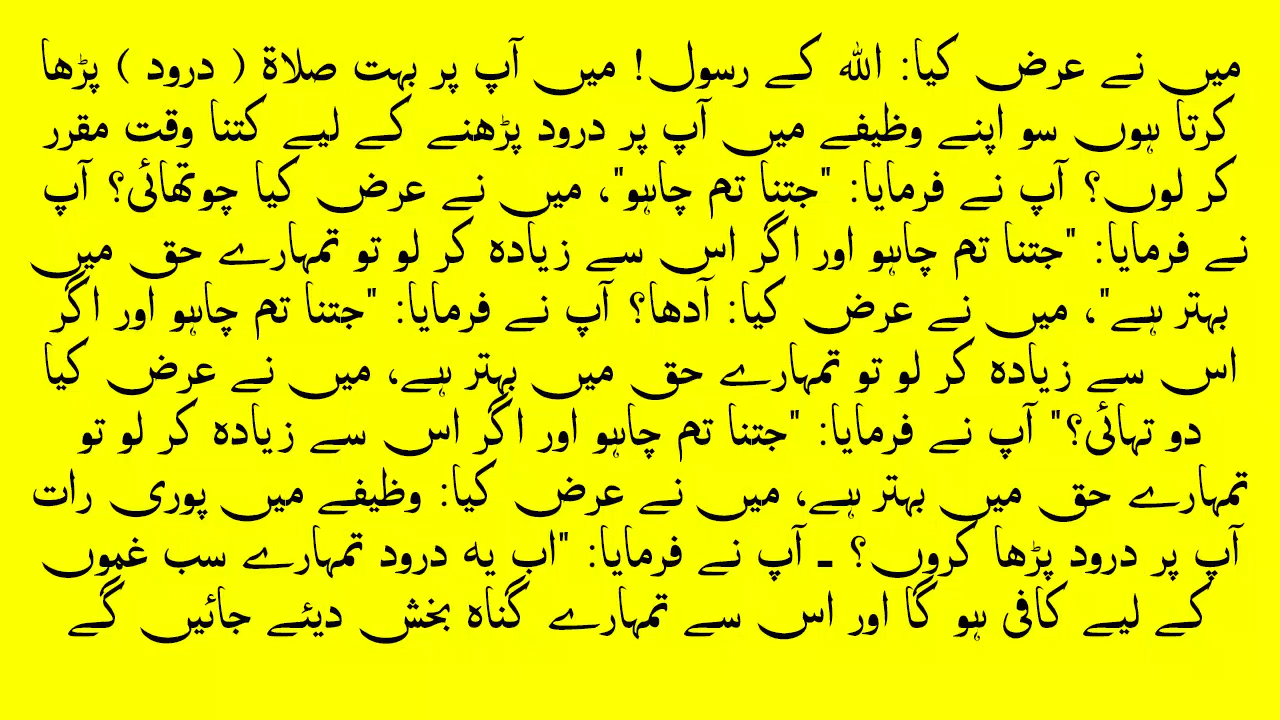 میں نے عرض کیا: اللہ کے رسول! میں آپ پر بہت صلاۃ ( درود ) پڑھا
کرتا ہوں سو اپنے وظیفے میں آپ پر درود پڑھنے کے لیے کتنا وقت مقرر
کر لوں؟ آپ نے فرمایا: "جتنا تم چاہو"، میں نے عرض کیا چوتھائی؟ آپ
نے فرمایا: "جتنا تم چاہو اور اگر اس سے زیادہ کر لو تو تمہارے حق میں
بہتر ہے"، میں نے عرض کیا: آدھا؟ آپ نے فرمایا: "جتنا تم چاہو اور اگر
اس سے زیادہ کر لو تو تمہارے حق میں بہتر ہے، میں نے عرض کیا
دو تہائی؟" آپ نے فرمایا: "جتنا تم چاہو اور اگر اس سے زیادہ کر لو تو
تمہارے حق میں بہتر ہے، میں نے عرض کیا: وظیفے میں پوری رات
آپ پر درود پڑھا کروں؟ ۔ آپ نے فرمایا: "اب یہ درود تمہارے سب غموں
کے لیے کافی ہو گا اور اس سے تمہارے گناہ بخش دیئے جائیں گے